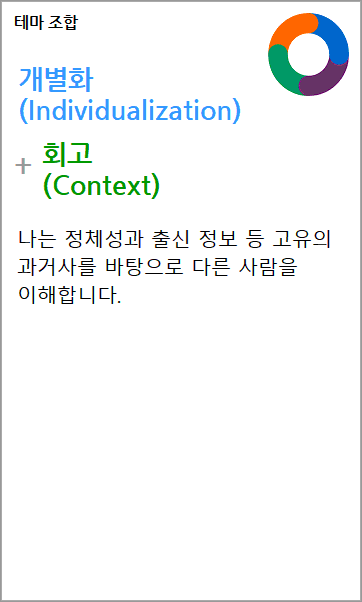 테마 조합
개별화
(Individualization)
+ 회고
(Context)
나는 정체성과 출신 정보 등 고유의
과거사를 바탕으로 다른 사람을
이해합니다.